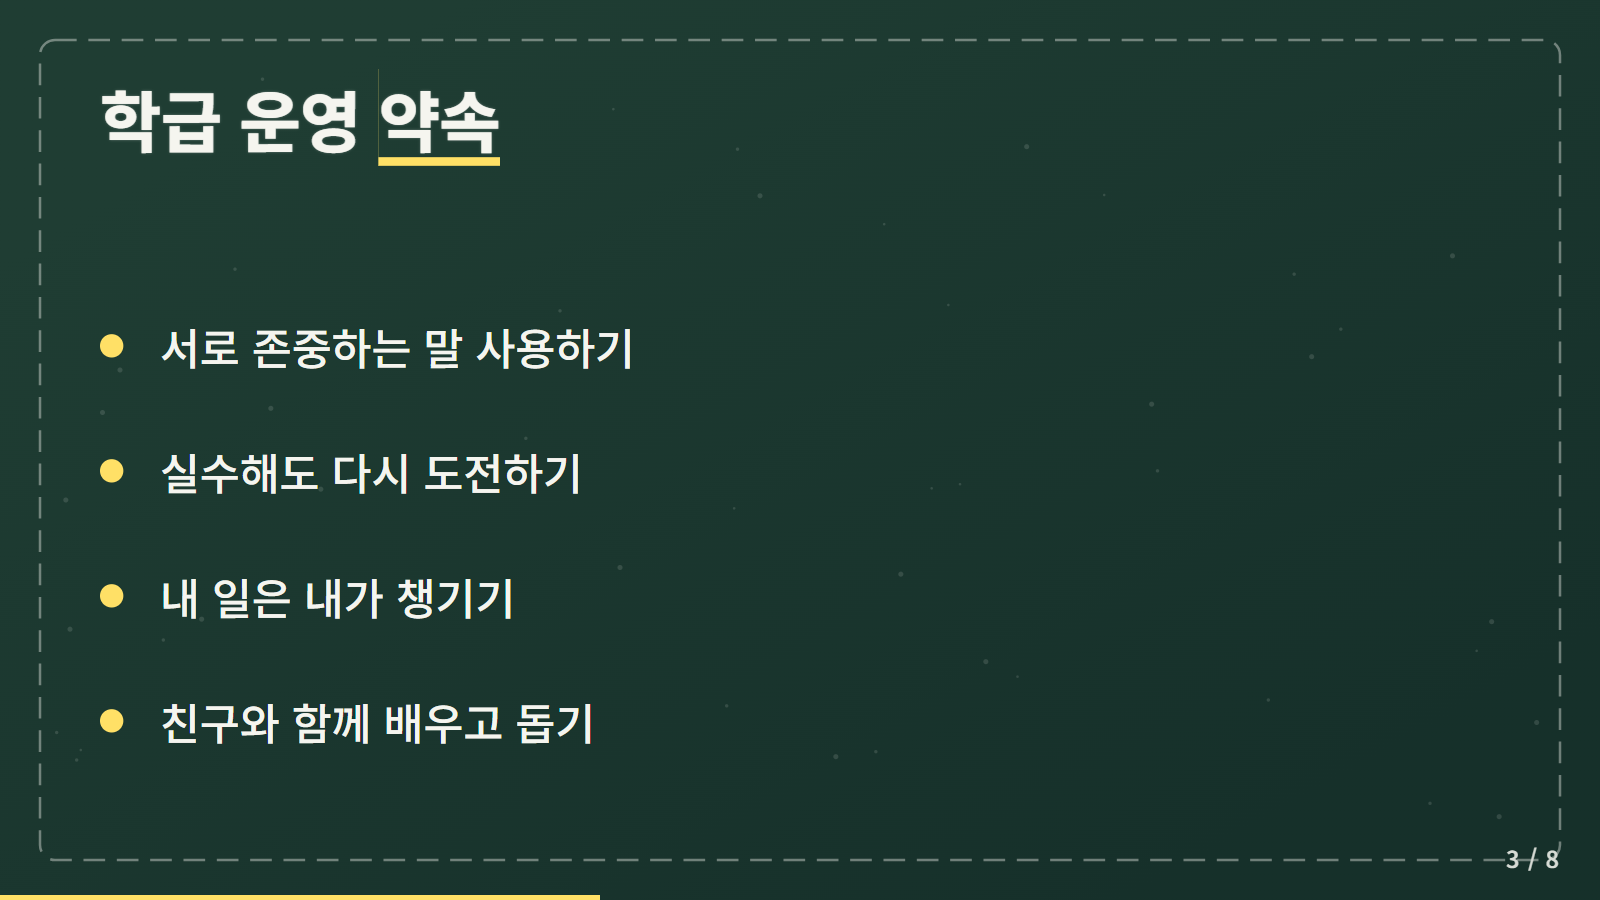 학급 운영 약속
서로 존중하는 말 사용하기
실수해도 다시 도전하기
내 일은 내가 챙기기
친구와 함께 배우고 돕기
3 / 8